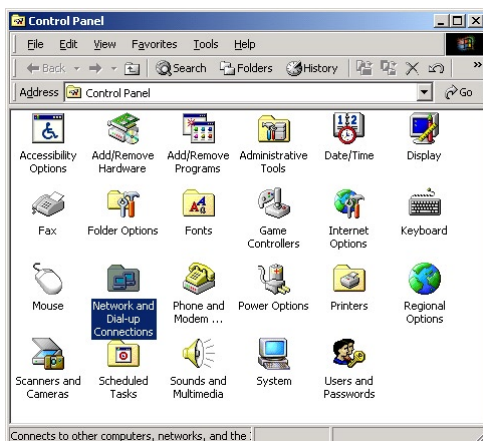 Control Panel
File Edit View Favorites Tools Help
Back Search Folders History »
Address Control Panel Go
Accessibility Options
Add/Remove Hardware
Add/Remove Programs
Administrative Tools
Date/Time
Display
Fax
Folder Options
Fonts
Game Controllers
Internet Options
Keyboard
Mouse
Network and Dial-up Connections
Phone and Modem ...
Power Options
Printers
Regional Options
Scanners and Cameras
Scheduled Tasks
Sounds and Multimedia
System
Users and Passwords
Connects to other computers, networks, and the